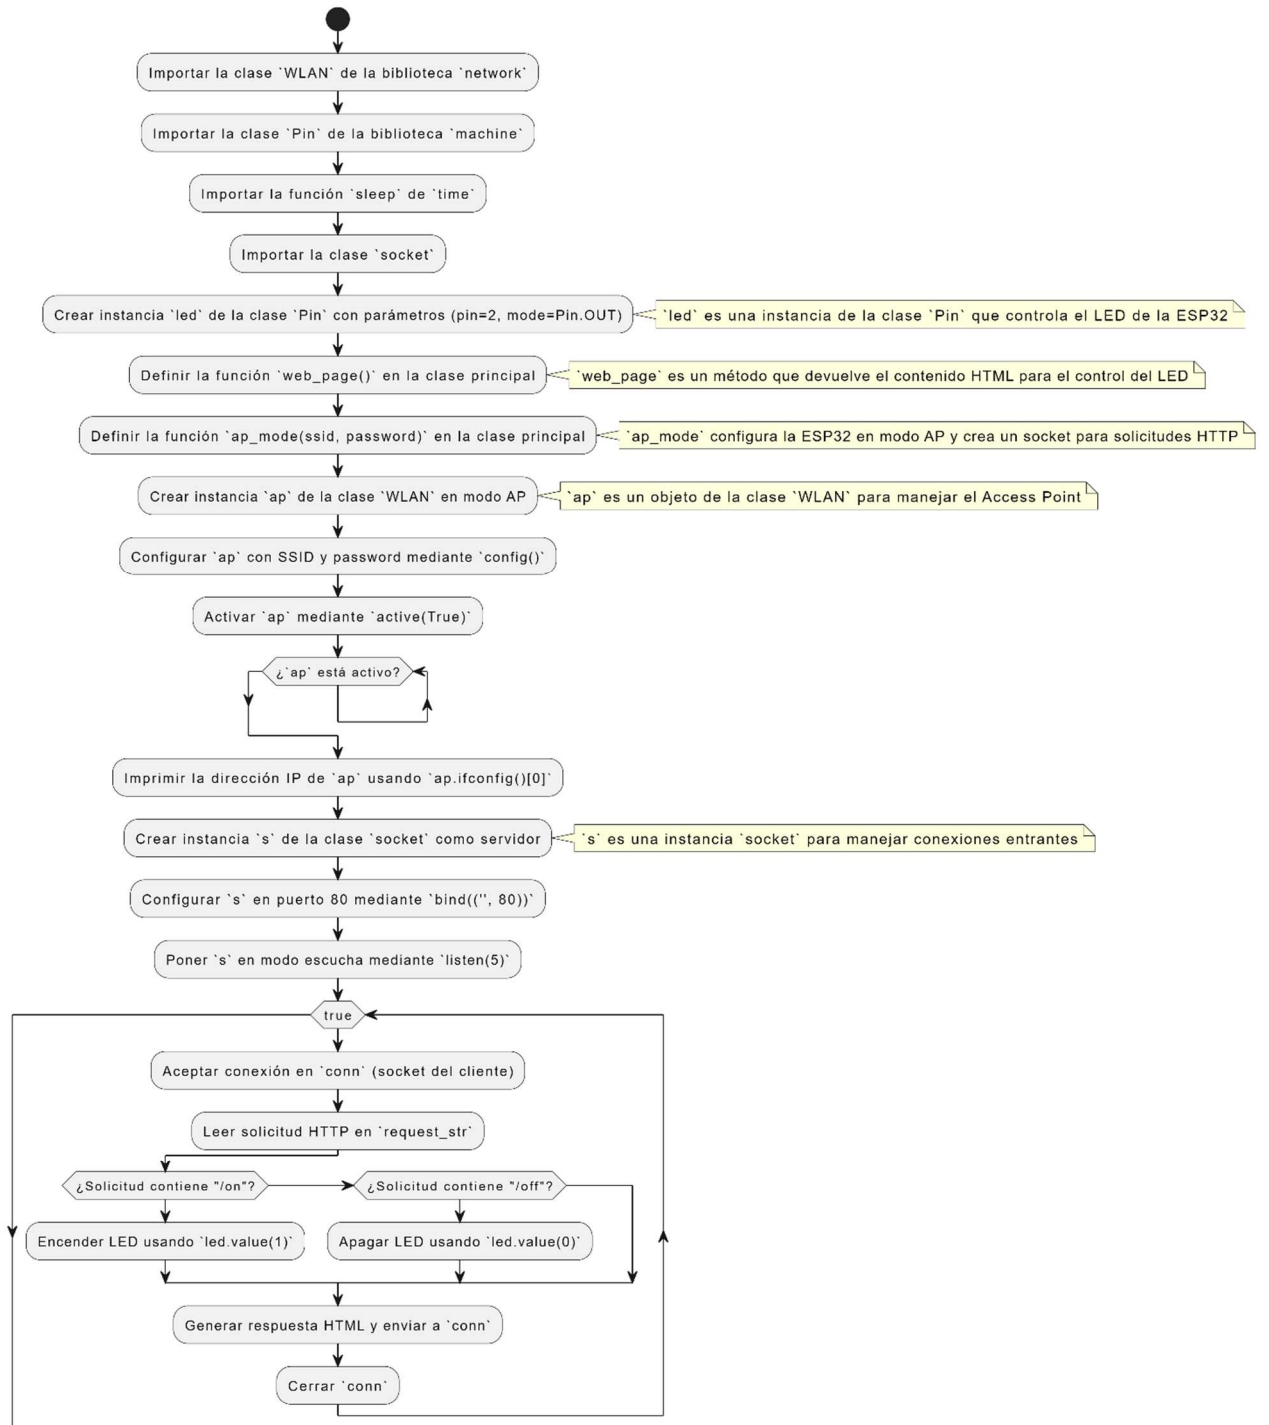 Importar la clase `WLAN` de la biblioteca `network`
Importar la clase `Pin` de la biblioteca `machine`
Importar la función `sleep` de `time`
Importar la clase `socket`
Crear instancia `led` de la clase `Pin` con parámetros (pin=2, mode=Pin.OUT)
`led` es una instancia de la clase `Pin` que controla el LED de la ESP32
Definir la función `web_page()` en la clase principal
`web_page` es un método que devuelve el contenido HTML para el control del LED
Definir la función `ap_mode(ssid, password)` en la clase principal
`ap_mode` configura la ESP32 en modo AP y crea un socket para solicitudes HTTP
Crear instancia `ap` de la clase `WLAN` en modo AP
`ap` es un objeto de la clase `WLAN` para manejar el Access Point
Configurar `ap` con SSID y password mediante `config()`
Activar `ap` mediante `active(True)`
¿`ap` está activo?
Imprimir la dirección IP de `ap` usando `ap.ifconfig()[0]`
Crear instancia `s` de la clase `socket` como servidor
`s` es una instancia `socket` para manejar conexiones entrantes
Configurar `s` en puerto 80 mediante `bind(('', 80))`
Poner `s` en modo escucha mediante `listen(5)`
true
Aceptar conexión en `conn` (socket del cliente)
Leer solicitud HTTP en `request_str`
¿Solicitud contiene "/on"?
¿Solicitud contiene "/off"?
Encender LED usando `led.value(1)`
Apagar LED usando `led.value(0)`
Generar respuesta HTML y enviar a `conn`
Cerrar `conn`